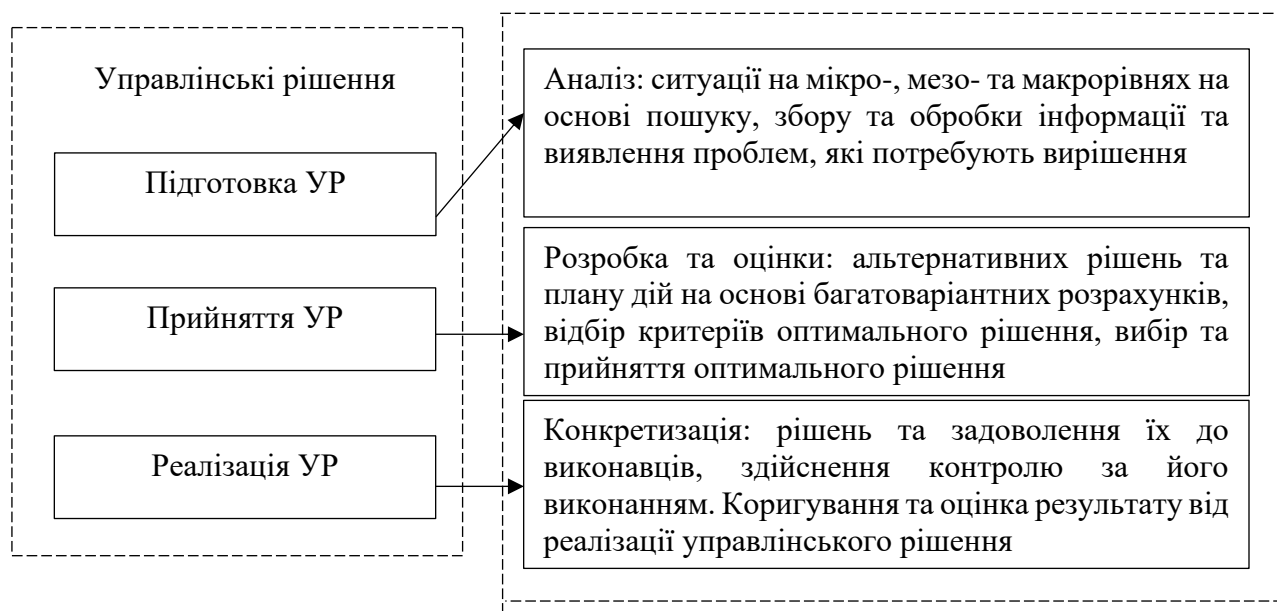 Управлінські рішення
Підготовка УР
Прийняття УР
Реалізація УР
Аналіз: ситуації на мікро-, мезо- та макрорівнях на
основі пошуку, збору та обробки інформації та
виявлення проблем, які потребують вирішення
Розробка та оцінки: альтернативних рішень та
плану дій на основі багатоваріантних розрахунків,
відбір критеріїв оптимального рішення, вибір та
прийняття оптимального рішення
Конкретизація: рішень та задоволення їх до
виконавців, здійснення контролю за його
виконанням. Коригування та оцінка результату від
реалізації управлінського рішення